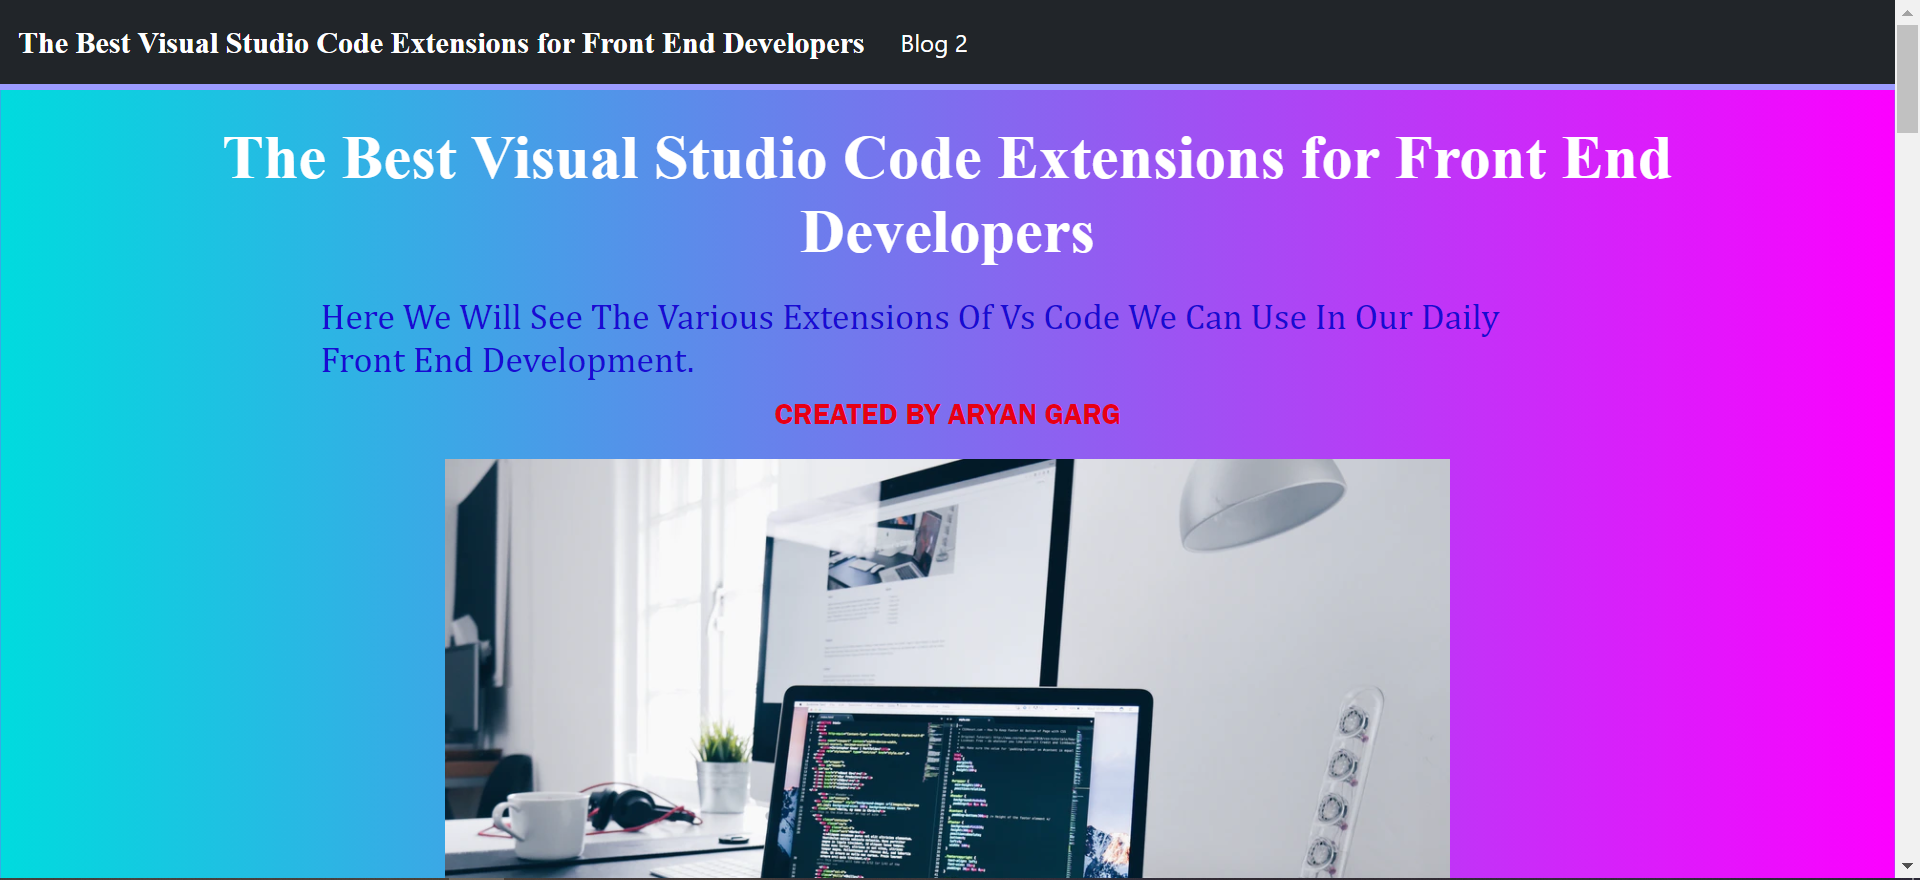 The Best Visual Studio Code Extensions for Front End Developers Blog 2
The Best Visual Studio Code Extensions for Front End
Developers
Here We Will See The Various Extensions Of Vs Code We Can Use In Our Daily
Front End Development.
CREATED BY ARYAN GARG